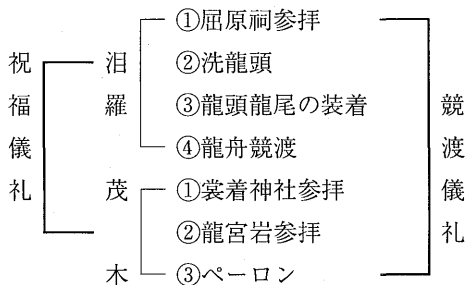 祝福儀礼
汨羅
①屈原祠参拝
②洗龍頭
③龍頭龍尾の装着
④龍舟競渡
茂木
①裳着神社参拝
②龍宮岩参拝
③ペーロン
競渡儀礼